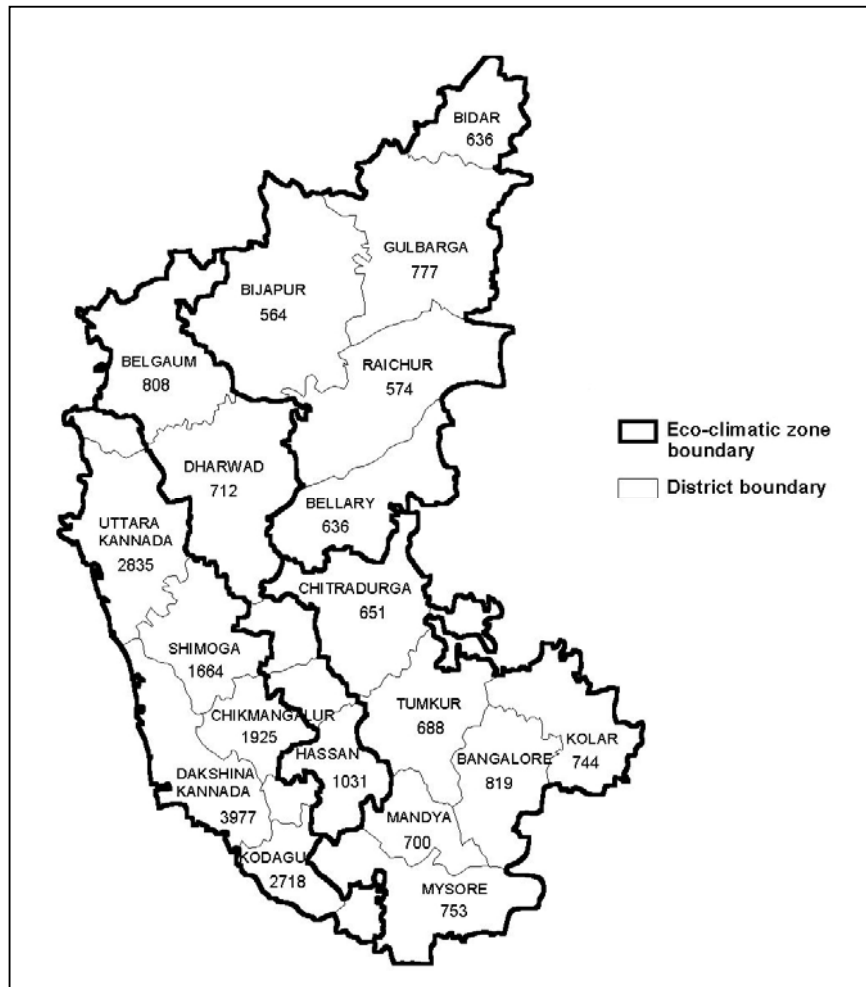 BIDAR
636
GULBARGA
777
BIJAPUR
564
RAICHUR
574
BELGAUM
808
DHARWAD
712
BELLARY
636
UTTARA
KANNADA
2835
CHITRADURGA
651
SHIMOGA
1664
TUMKUR
688
CHIKMANGALUR
1925
HASSAN
1031
BANGALORE
819
KOLAR
744
DAKSHINA
KANNADA
3977
MANDYA
700
KODAGU
2718
MYSORE
753
Eco-climatic zone
boundary
District boundary